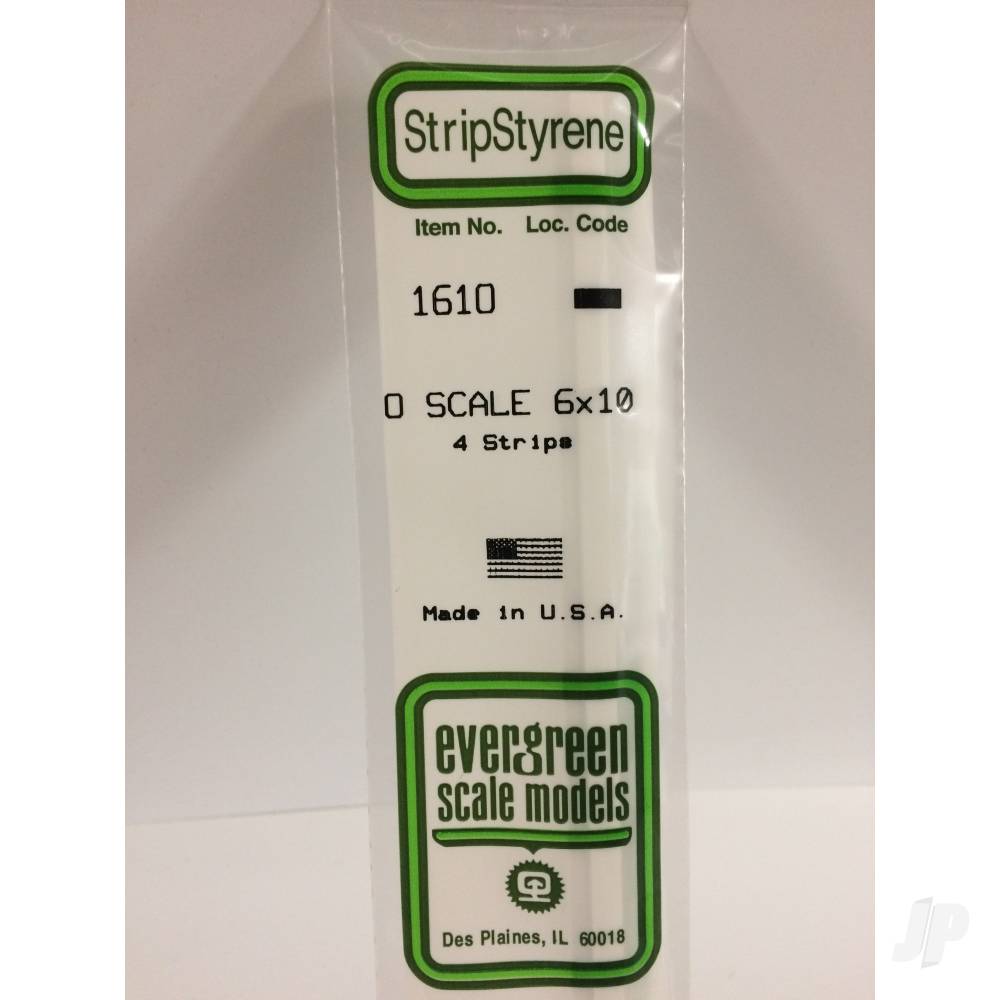 StripStyrene
Item No. Loc. Code
1610
O SCALE 6x10
4 Strips
Made in U.S.A.
evergreen
scale models
Des Plaines, IL 60018
JP